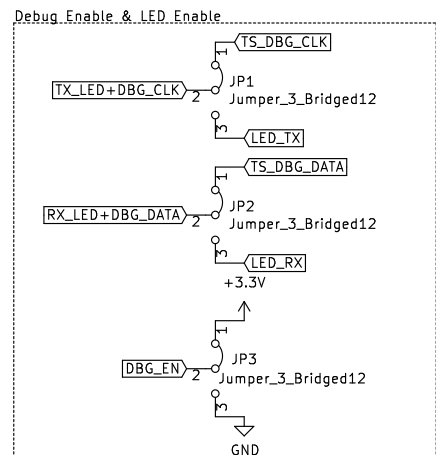 Debug Enable & LED Enable
TS_DBG_CLK
1
JP1
TX_LED+DBG_CLK
2
Jumper_3_Bridged12
3
LED_TX
TS_DBG_DATA
1
JP2
RX_LED+DBG_DATA
2
Jumper_3_Bridged12
3
LED_RX
+3.3V
1
JP3
DBG_EN
2
Jumper_3_Bridged12
3
GND